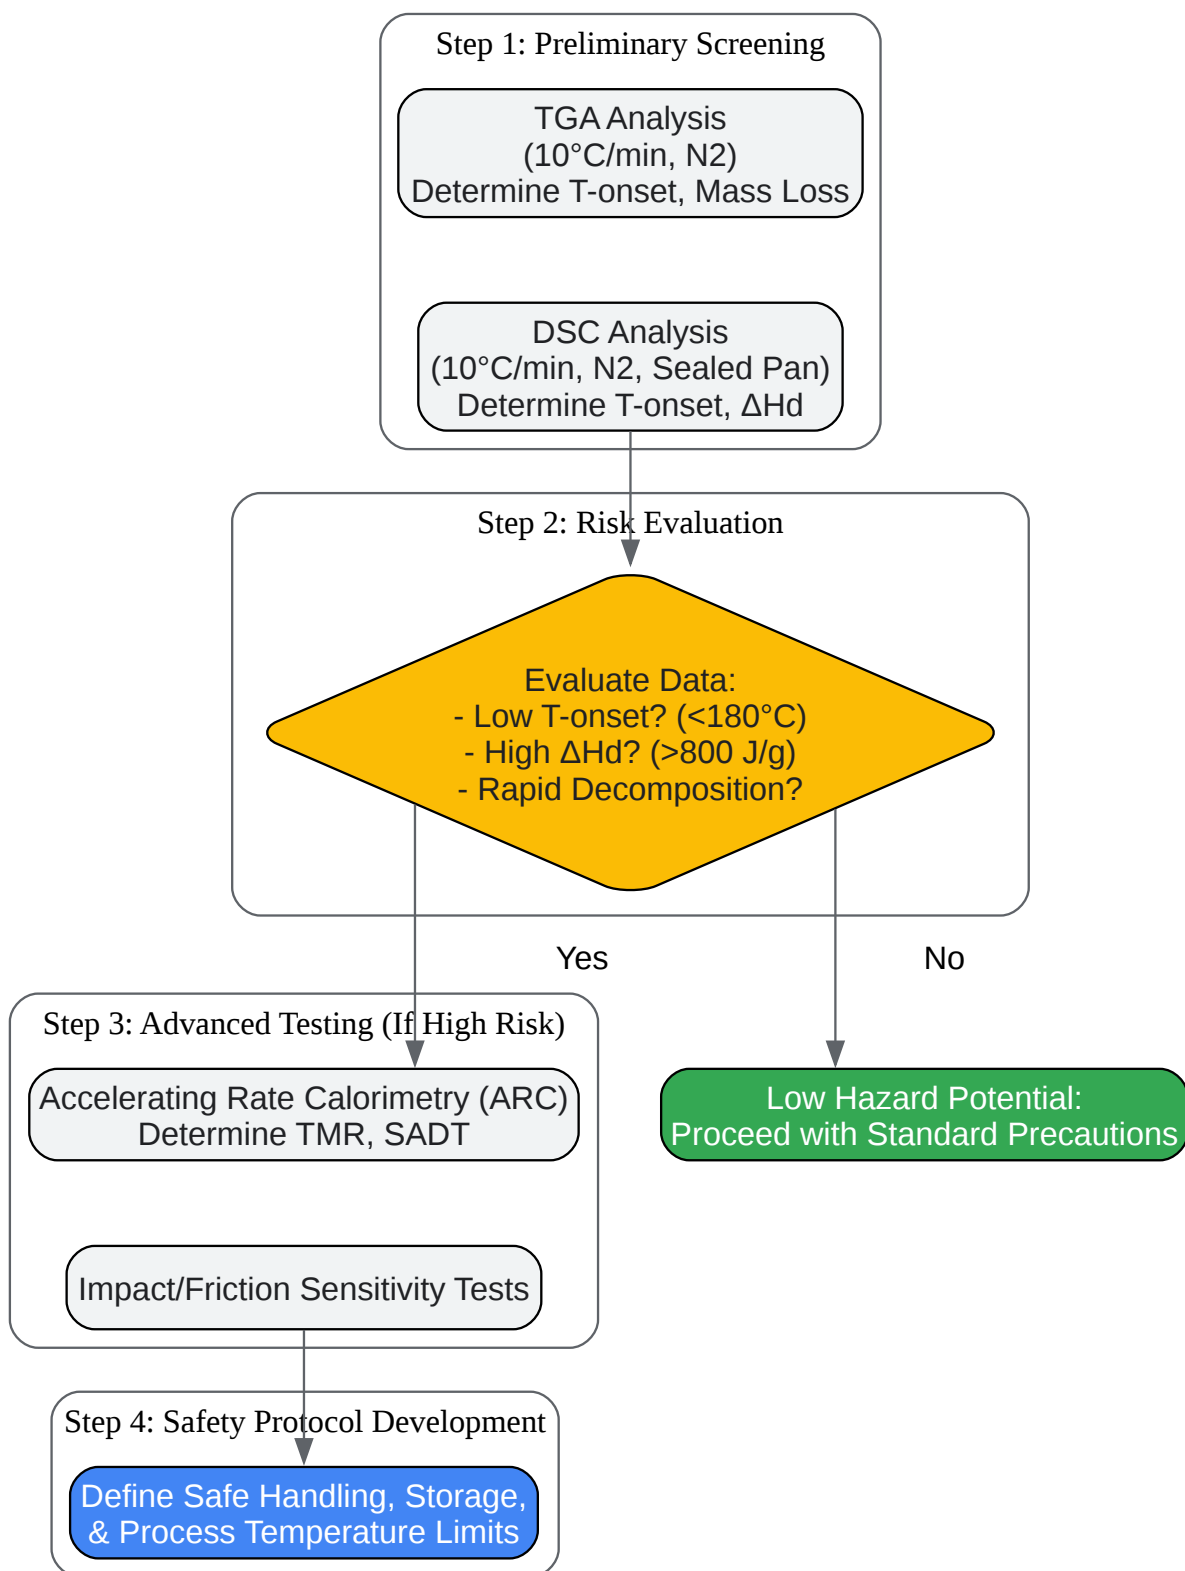 Step 1: Preliminary Screening
TGA Analysis
(10°C/min, N2)
Determine T-onset, Mass Loss
DSC Analysis
(10°C/min, N2, Sealed Pan)
Determine T-onset, ΔHd
Step 2: Risk Evaluation
Evaluate Data:
- Low T-onset? (<180°C)
- High ΔHd? (>800 J/g)
- Rapid Decomposition?
Yes
No
Step 3: Advanced Testing (If High Risk)
Accelerating Rate Calorimetry (ARC)
Determine TMR, SADT
Low Hazard Potential:
Proceed with Standard Precautions
Impact/Friction Sensitivity Tests
Step 4: Safety Protocol Development
Define Safe Handling, Storage,
& Process Temperature Limits